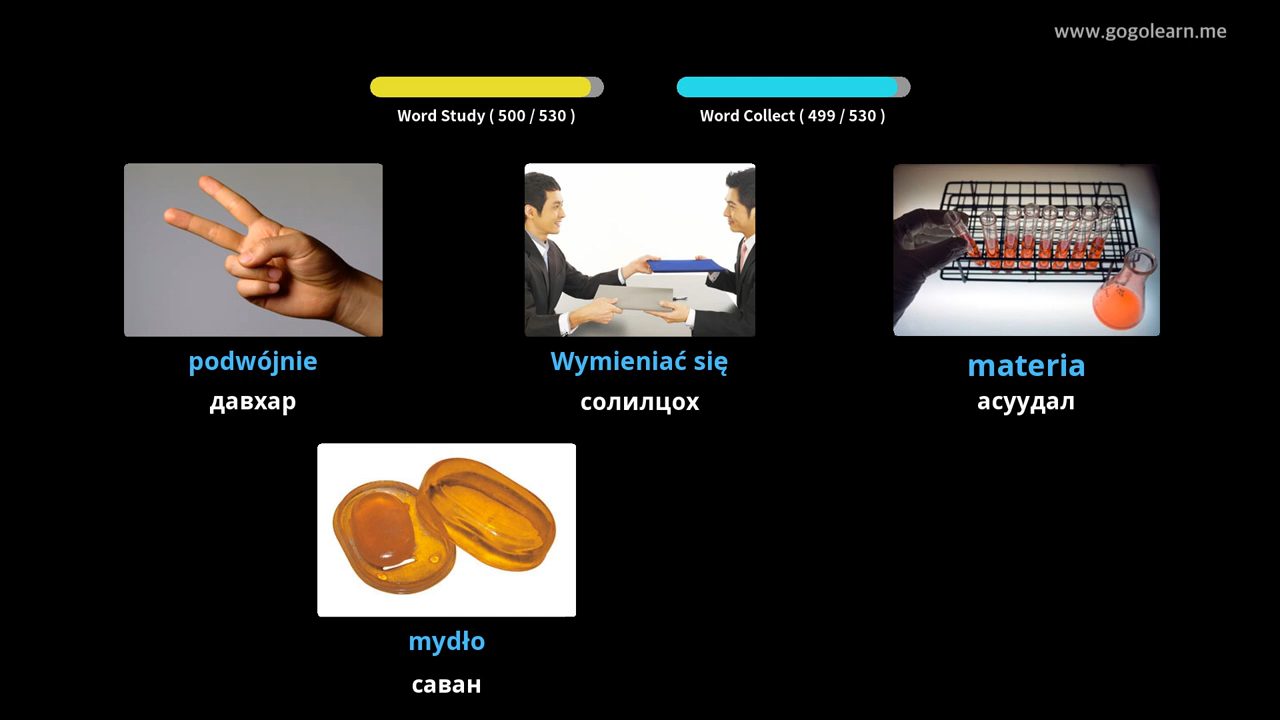 www.gogolearn.me
Word Study ( 500 / 530 )
Word Collect ( 499 / 530 )
podwójnie
давхар
Wymieniać się
солилцох
materia
асуудал
mydło
саван